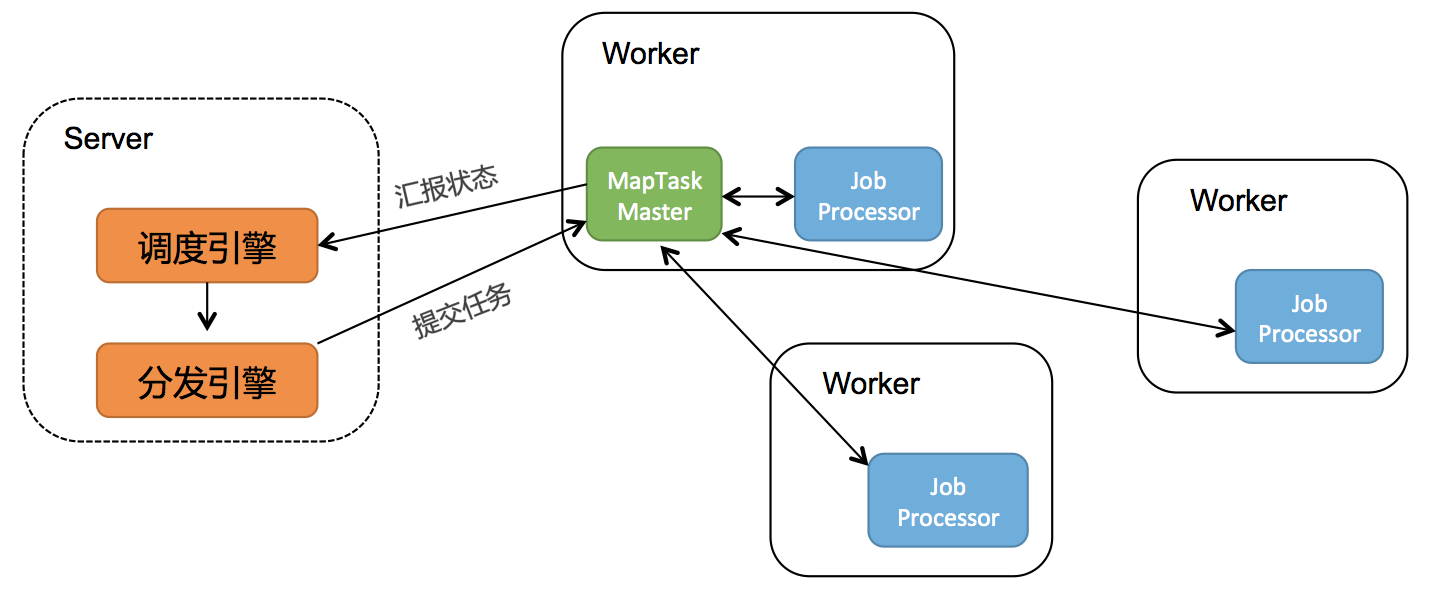 Server
调度引擎
分发引擎
汇报状态
提交任务
Worker
MapTask
Master
Job
Processor
Worker
Job
Processor
Worker
Job
Processor